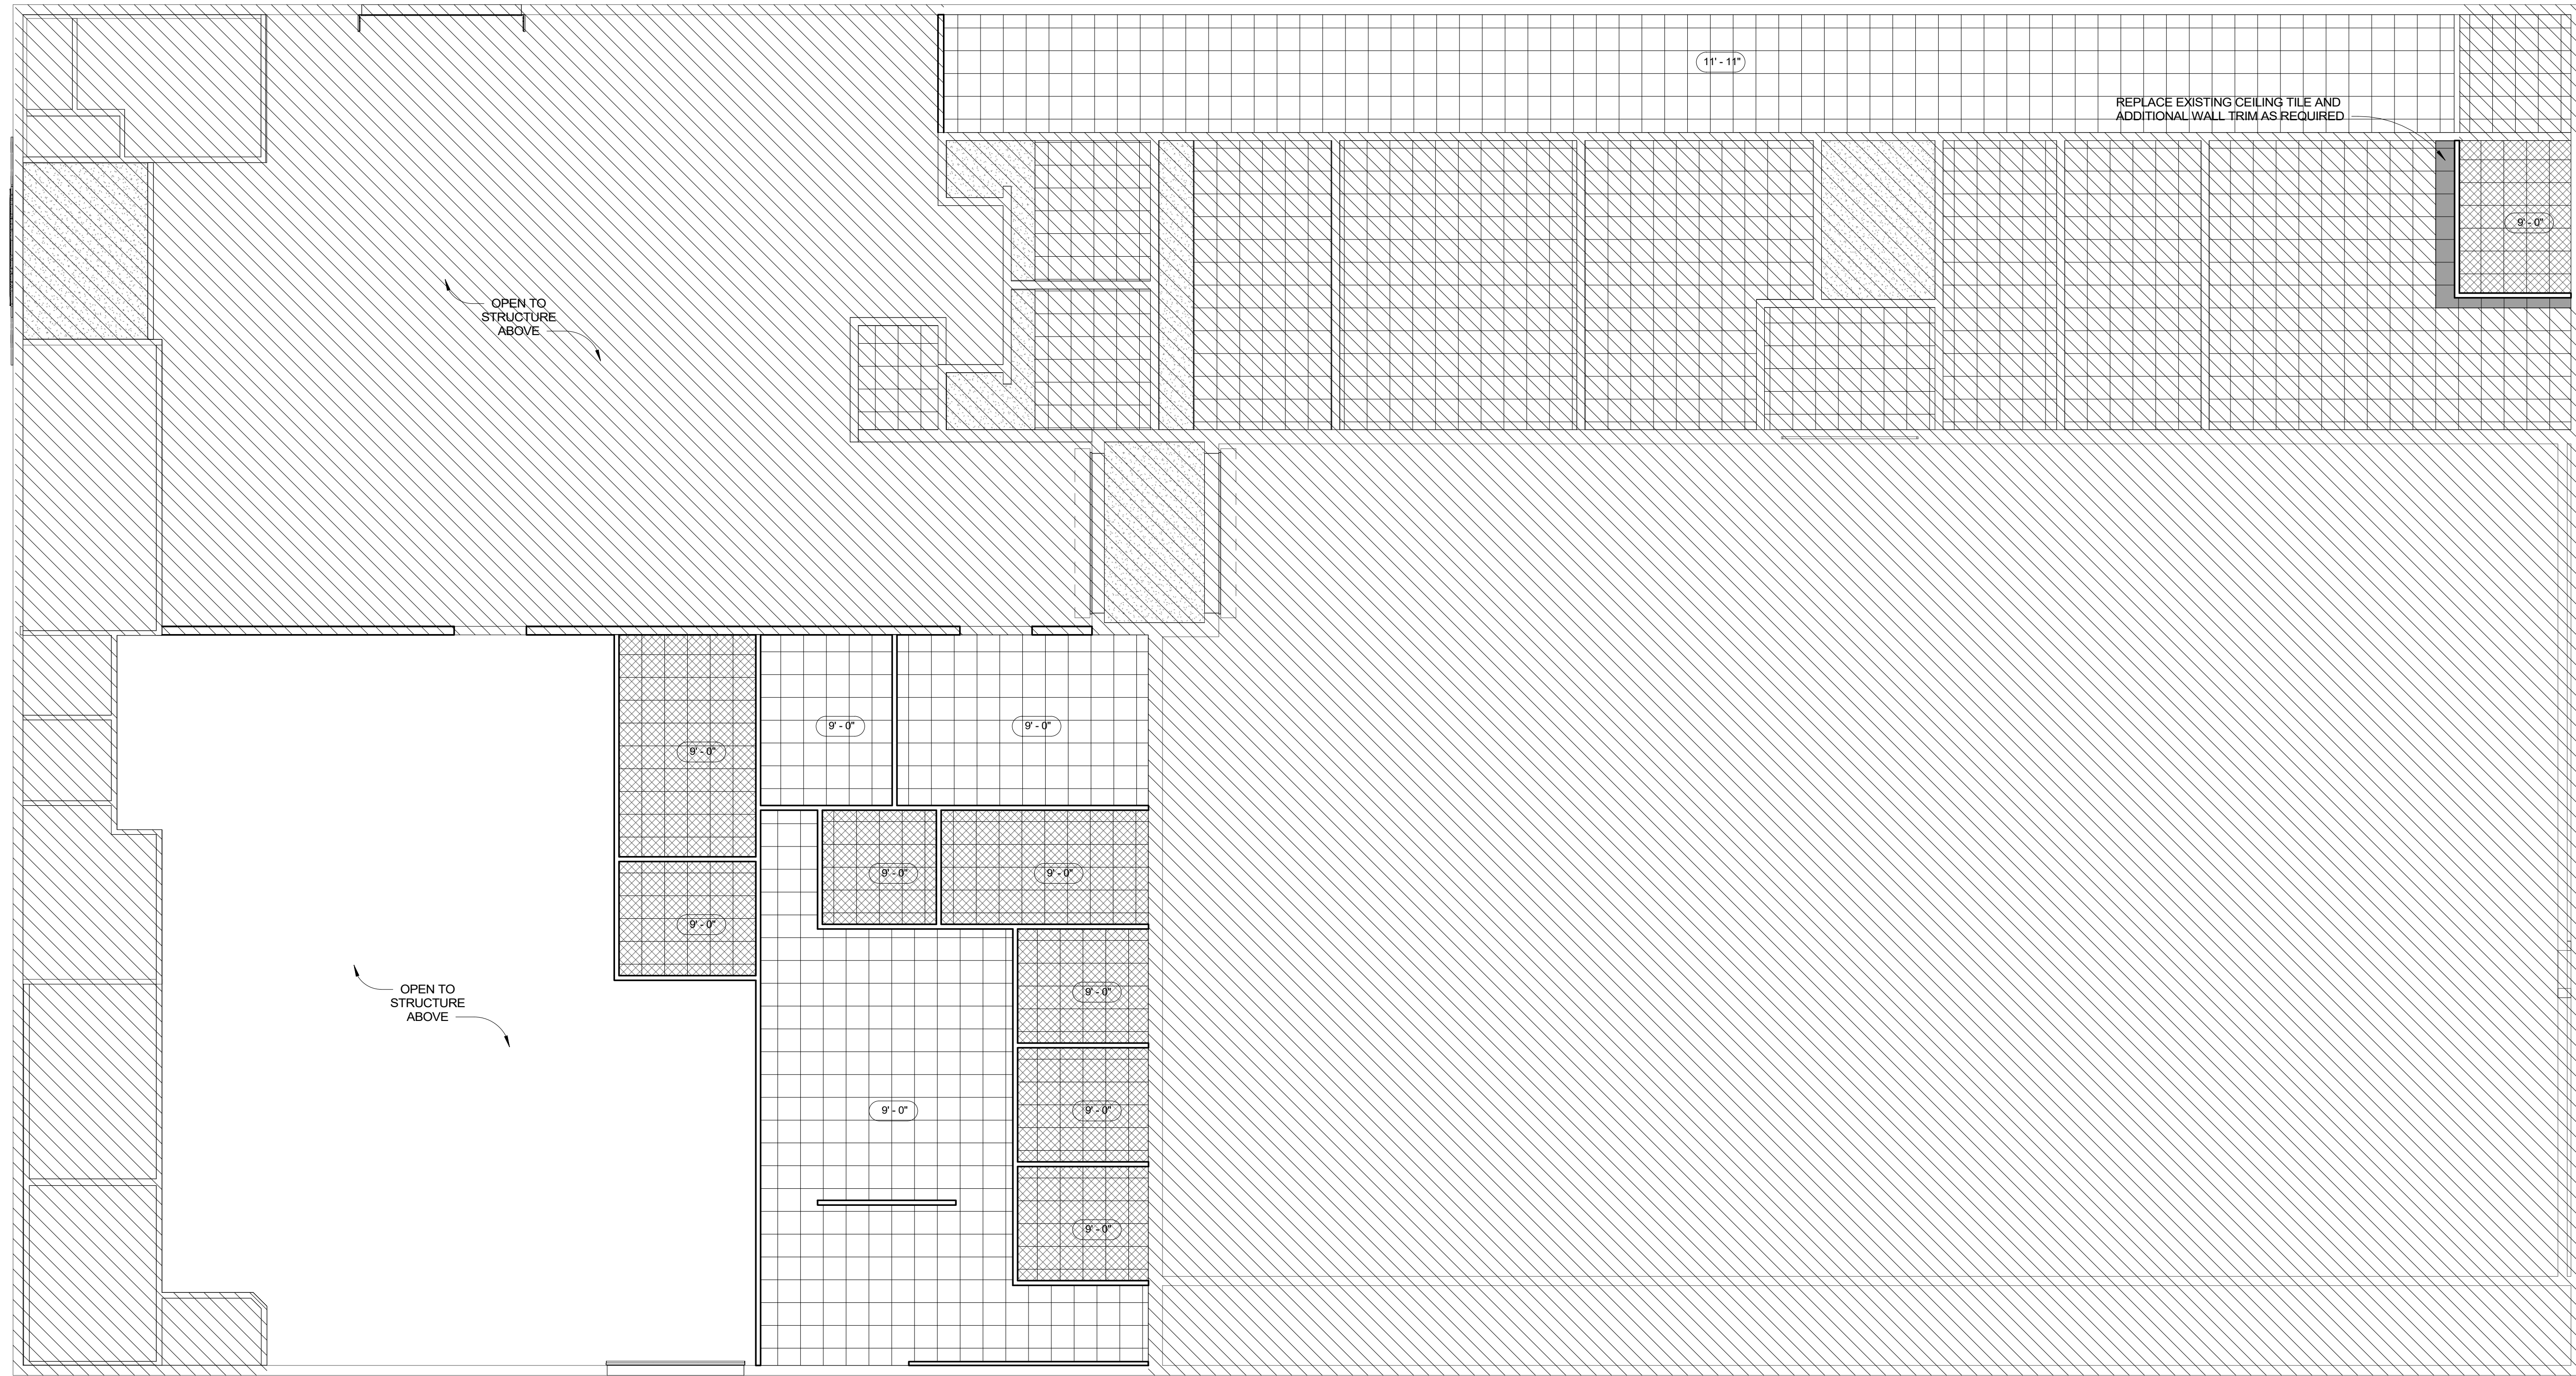 11' - 11"
REPLACE EXISTING CEILING TILE AND
ADDITIONAL WALL TRIM AS REQUIRED
9' - 0"
OPEN TO
STRUCTURE
ABOVE
9' - 0"
9' - 0"
9' - 0"
9' - 0"
9' - 0"
9' - 0"
9' - 0"
OPEN TO
STRUCTURE
ABOVE
9' - 0"
9' - 0"
9' - 0"